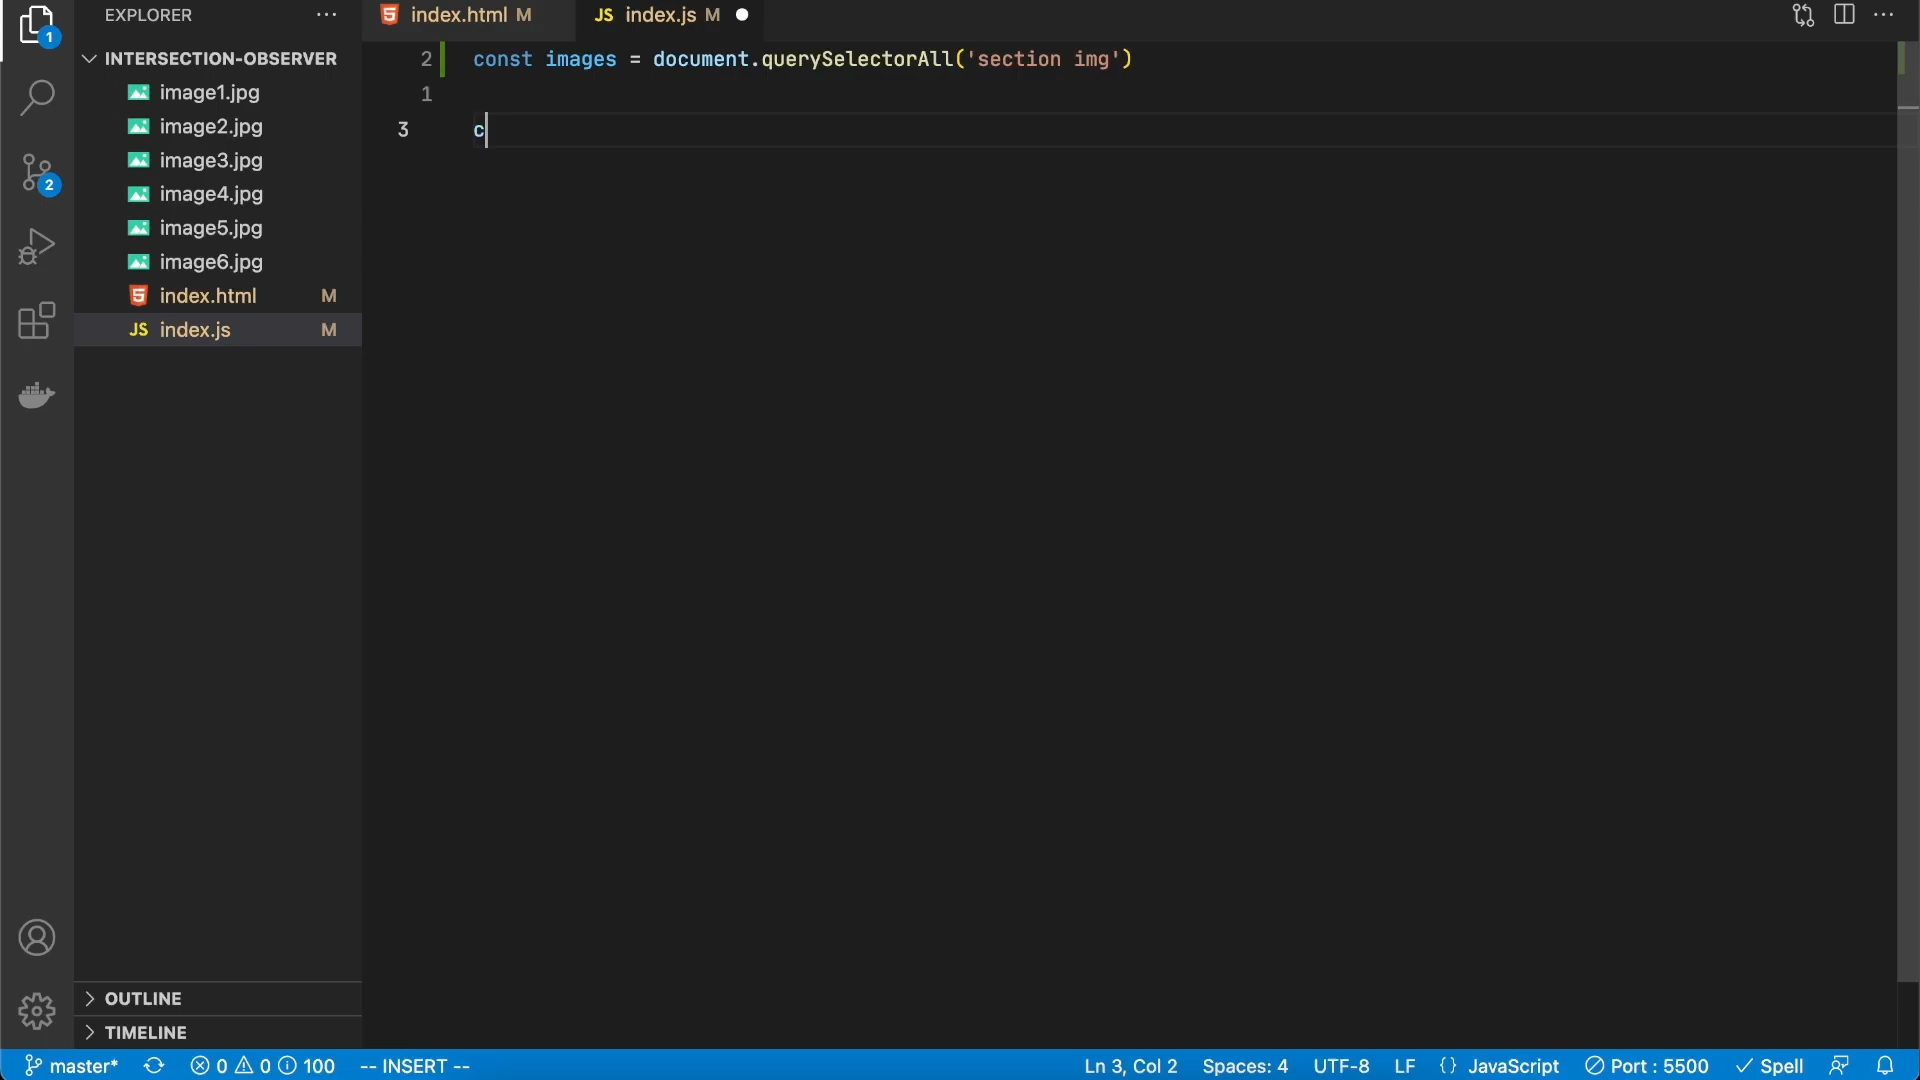 EXPLORER
index.html M
JS index.js M
1
INTERSECTION-OBSERVER
image1.jpg
image2.jpg
image3.jpg
image4.jpg
image5.jpg
image6.jpg
index.html M
JS index.js M
2
2 const images = document.querySelectorAll('section img')
1
3 c
OUTLINE
TIMELINE
master* 0 0 100 -- INSERT -- Ln 3, Col 2 Spaces: 4 UTF-8 LF {} JavaScript Port : 5500 Spell